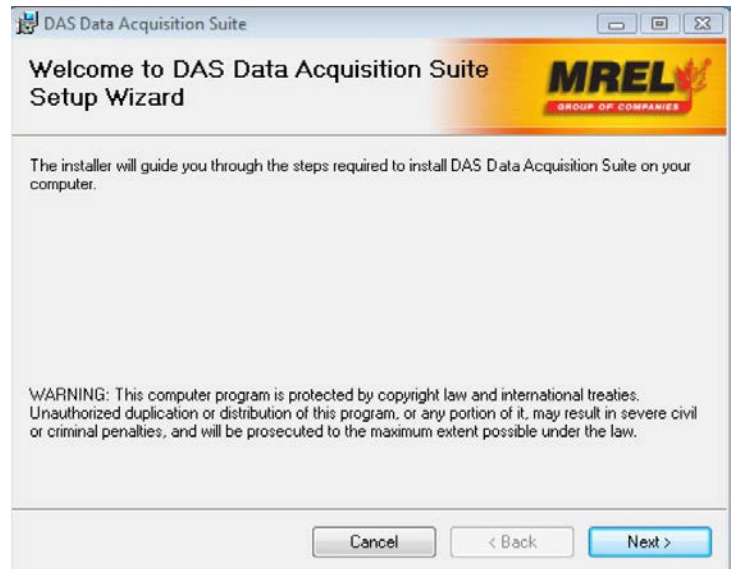 DAS Data Acquisition Suite
Welcome to DAS Data Acquisition Suite
Setup Wizard
MREL
GROUP OF COMPANIES
The installer will guide you through the steps required to install DAS Data Acquisition Suite on your
computer.
WARNING: This computer program is protected by copyright law and international treaties.
Unauthorized duplication or distribution of this program, or any portion of it, may result in severe civil
or criminal penalties, and will be prosecuted to the maximum extent possible under the law.
Cancel < Back Next >